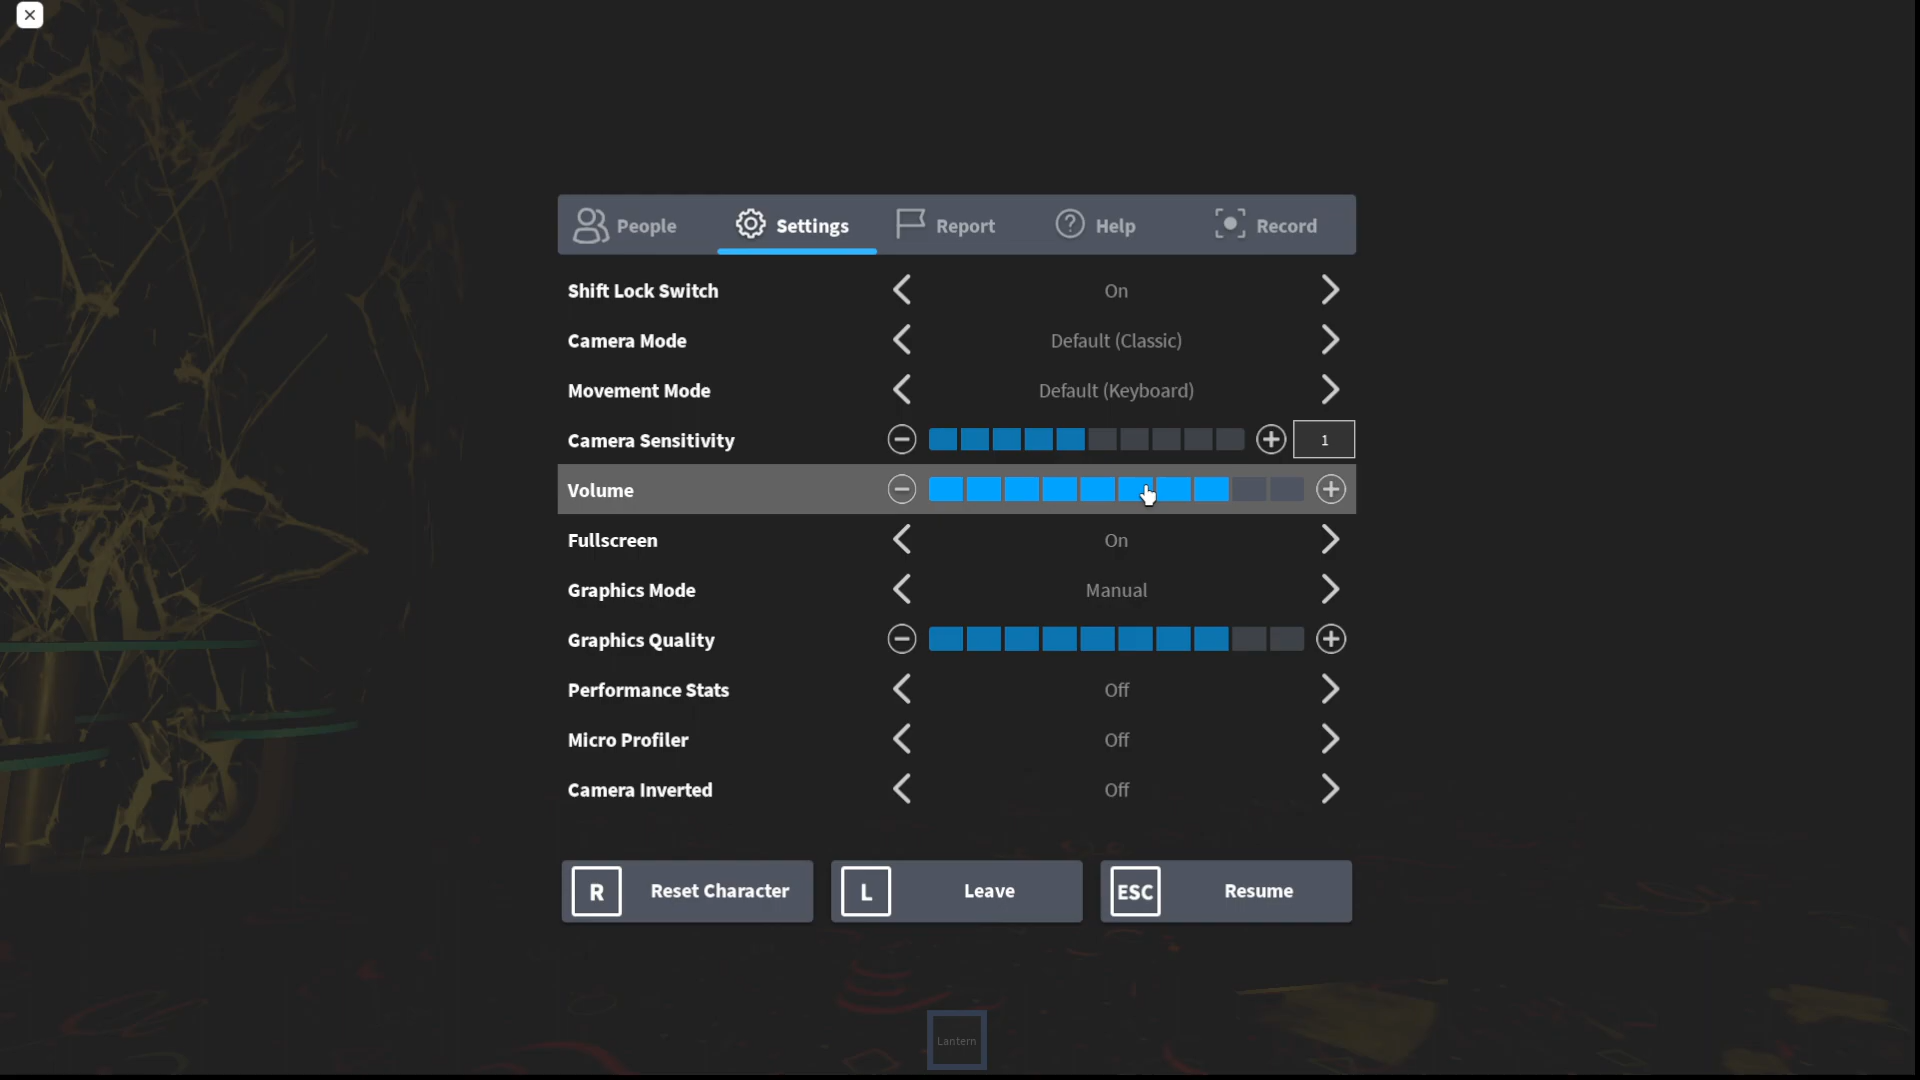 People Settings Report Help Record
Shift Lock Switch On
Camera Mode Default (Classic)
Movement Mode Default (Keyboard)
Camera Sensitivity 1
Volume
Fullscreen On
Graphics Mode Manual
Graphics Quality
Performance Stats Off
Micro Profiler Off
Camera Inverted Off
R Reset Character L Leave ESC Resume
Lantern